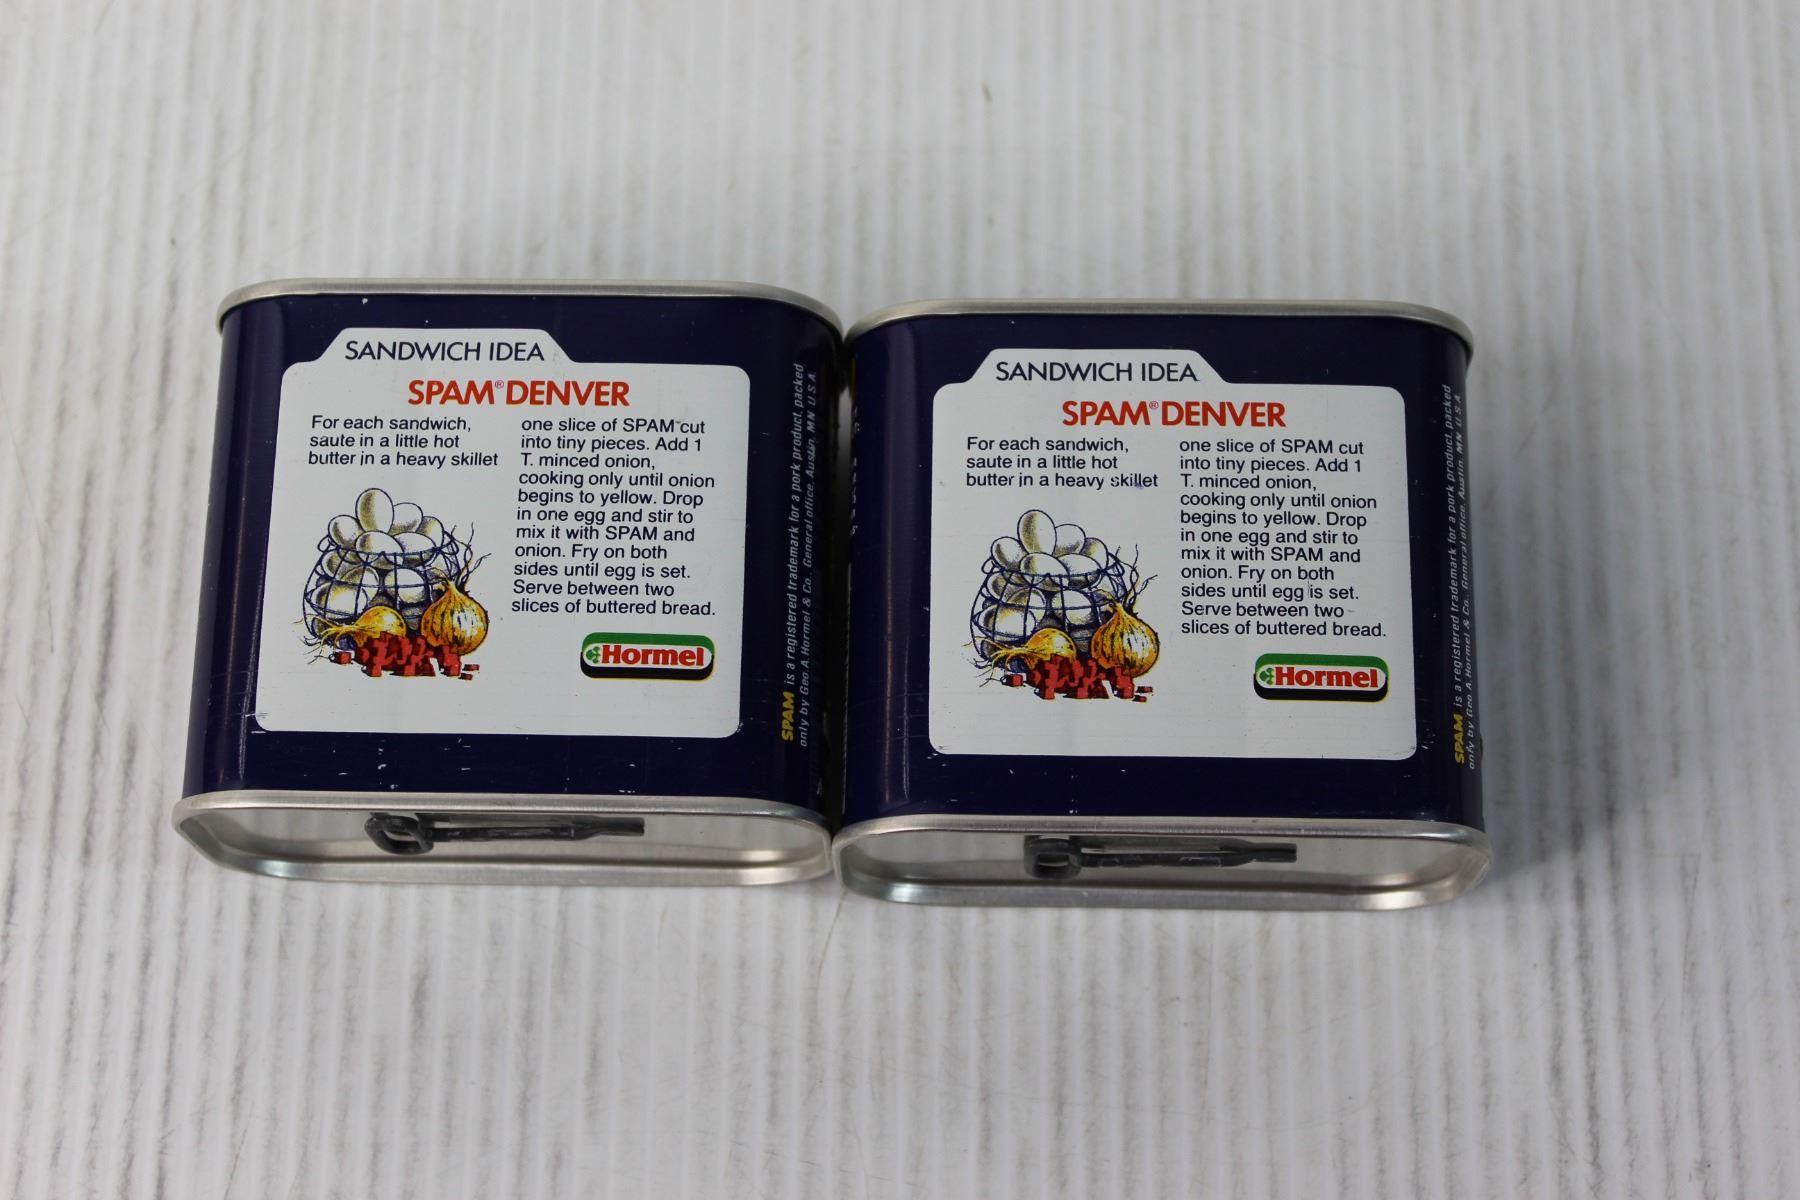 SANDWICH IDEA
SPAM® DENVER
For each sandwich,
saute in a little hot
butter in a heavy skillet
one slice of SPAM cut
into tiny pieces. Add 1
T. minced onion,
cooking only until onion
begins to yellow. Drop
in one egg and stir to
mix it with SPAM and
onion. Fry on both
sides until egg is set.
Serve between two
slices of buttered bread.
Hormel
SPAM is a registered trademark for a pork product, packed
only by Geo. A. Hormel & Co., General office, Austin, MN U.S.A.
SANDWICH IDEA
SPAM® DENVER
For each sandwich,
saute in a little hot
butter in a heavy skillet
one slice of SPAM cut
into tiny pieces. Add 1
T. minced onion,
cooking only until onion
begins to yellow. Drop
in one egg and stir to
mix it with SPAM and
onion. Fry on both
sides until egg is set.
Serve between two
slices of buttered bread.
Hormel
SPAM is a registered trademark for a pork product, packed
only by Geo. A. Hormel & Co., General office, Austin, MN U.S.A.